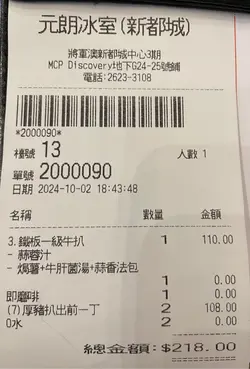 元朗冰室(新都城)
將軍澳新都城中心3期
MCP Discovery地下G24-25號舖
電話:2623-3108
*2000090*
檯號 13 人數 1
單號 2000090
日期 2024-10-02 18:43:48
名稱 數量 金額
3.鐵板一級牛扒 1 110.00
- 蒜蓉汁
- 焗薯+牛肝菌湯+蒜香法包
1 0.00
即磨啡 1 0.00
(7)厚豬扒出前一丁 2 108.00
0水 2 0.00
總金額:$218.00